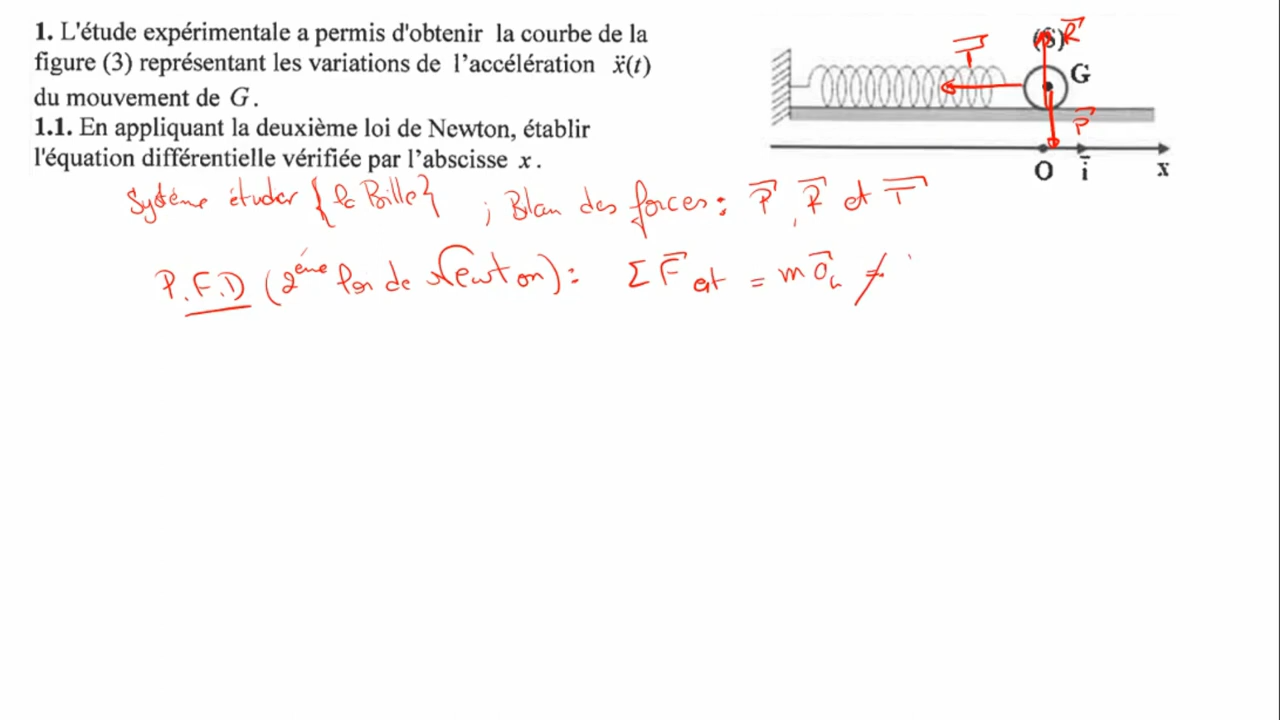 1. L'étude expérimentale a permis d'obtenir la courbe de la
figure (3) représentant les variations de l'accélération ẍ(t)
du mouvement de G.
1.1. En appliquant la deuxième loi de Newton, établir
l'équation différentielle vérifiée par l'abscisse x.
T⃗
(S) R⃗
G
P⃗
O i⃗ x
Système étudier {la Bille} ; Bilan des forces : P⃗, R⃗ et T⃗
P.F.D (2ème loi de Newton) : Σ F⃗ext = m a⃗G